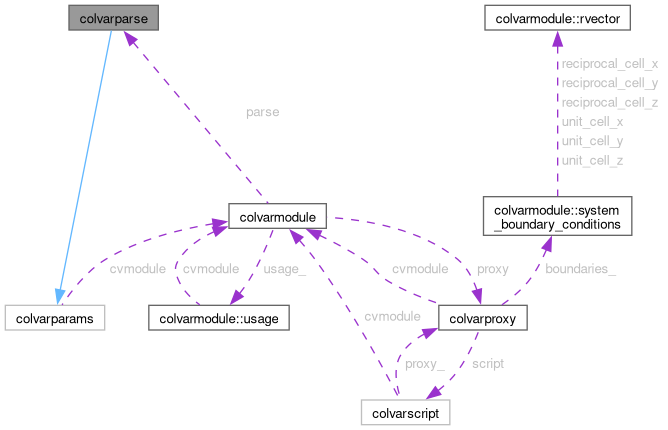 colvarparse
colvarmodule::rvector
reciprocal_cell_x
reciprocal_cell_y
reciprocal_cell_z
unit_cell_x
unit_cell_y
unit_cell_z
parse
colvarmodule
colvarmodule::system
_boundary_conditions
cvmodule
cvmodule
usage_
cvmodule
proxy
boundaries_
colvarparams
colvarmodule::usage
cvmodule
colvarproxy
proxy_
script
colvarscript